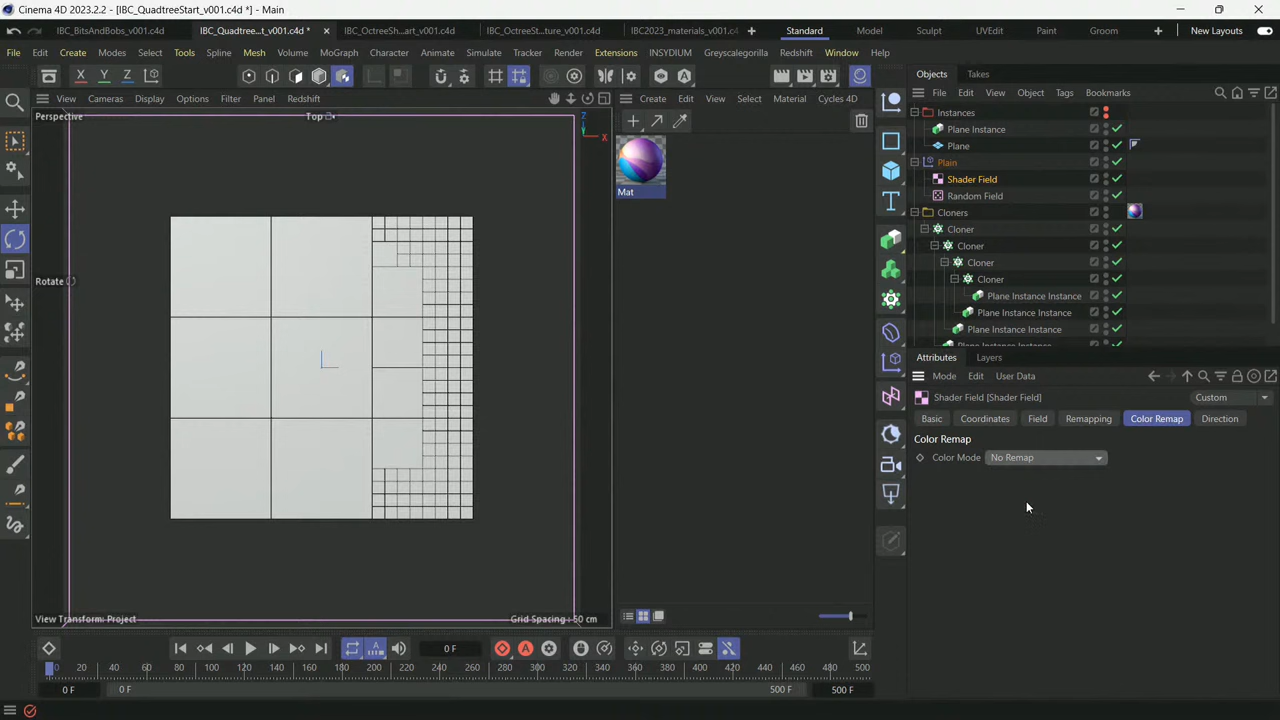 Cinema 4D 2023.2.2 - [IBC_QuadtreeStart_v001.c4d *] - Main
IBC_BitsAndBobs_v001.c4d IBC_Quadtree...t_v001.c4d * IBC_OctreeSh...art_v001.c4d IBC_OctreeSt...ture_v001.c4d IBC2023_materials_v001.c4d Standard Model Sculpt UVEdit Paint Groom New Layouts
File Edit Create Modes Select Tools Spline Mesh Volume MoGraph Character Animate Simulate Tracker Render Extensions INSYDIUM Greyscalegorilla Redshift Window Help
X Y Z
Objects Takes
View Cameras Display Options Filter Panel Redshift
Create Edit View Select Material Cycles 4D
File Edit View Object Tags Bookmarks
Perspective Top
Z
X
Mat
Rotate
View Transform: Project Grid Spacing : 50 cm
Instances
Plane Instance
Plane
Plain
Shader Field
Random Field
Cloners
Cloner
Cloner
Cloner
Cloner
Plane Instance Instance
Plane Instance Instance
Plane Instance Instance
Plane Instance Instance
Attributes Layers
Mode Edit User Data
Shader Field [Shader Field] Custom
Basic Coordinates Field Remapping Color Remap Direction
Color Remap
Color Mode No Remap
0 F
0 20 40 60 80 100 120 140 160 180 200 220 240 260 280 300 320 340 360 380 400 420 440 460 480 500
0 F 0 F 500 F 500 F